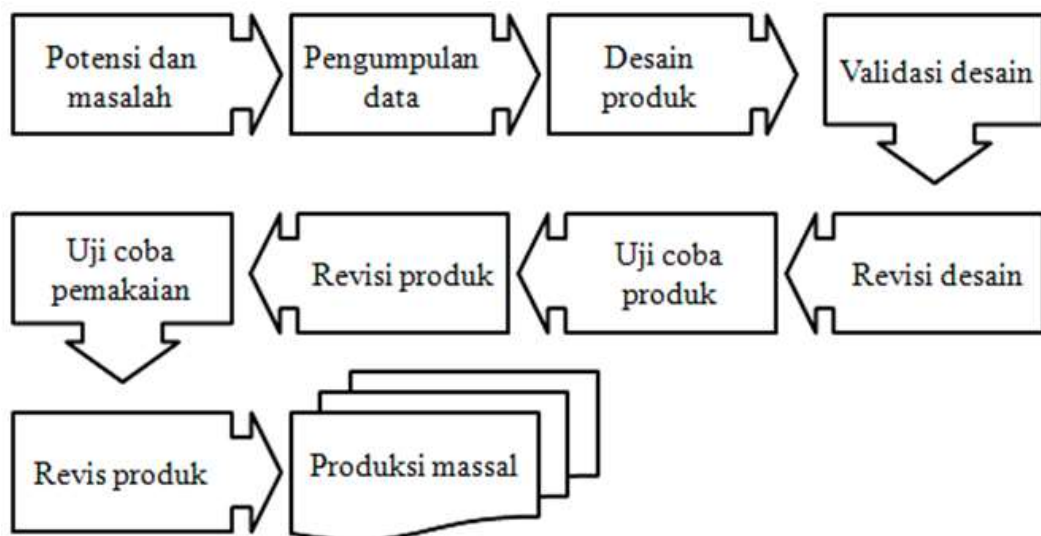 Potensi dan
masalah
Pengumpulan
data
Desain
produk
Validasi desain
Uji coba
pemakaian
Revisi produk
Uji coba
produk
Revisi desain
Revis produk
Produksi massal